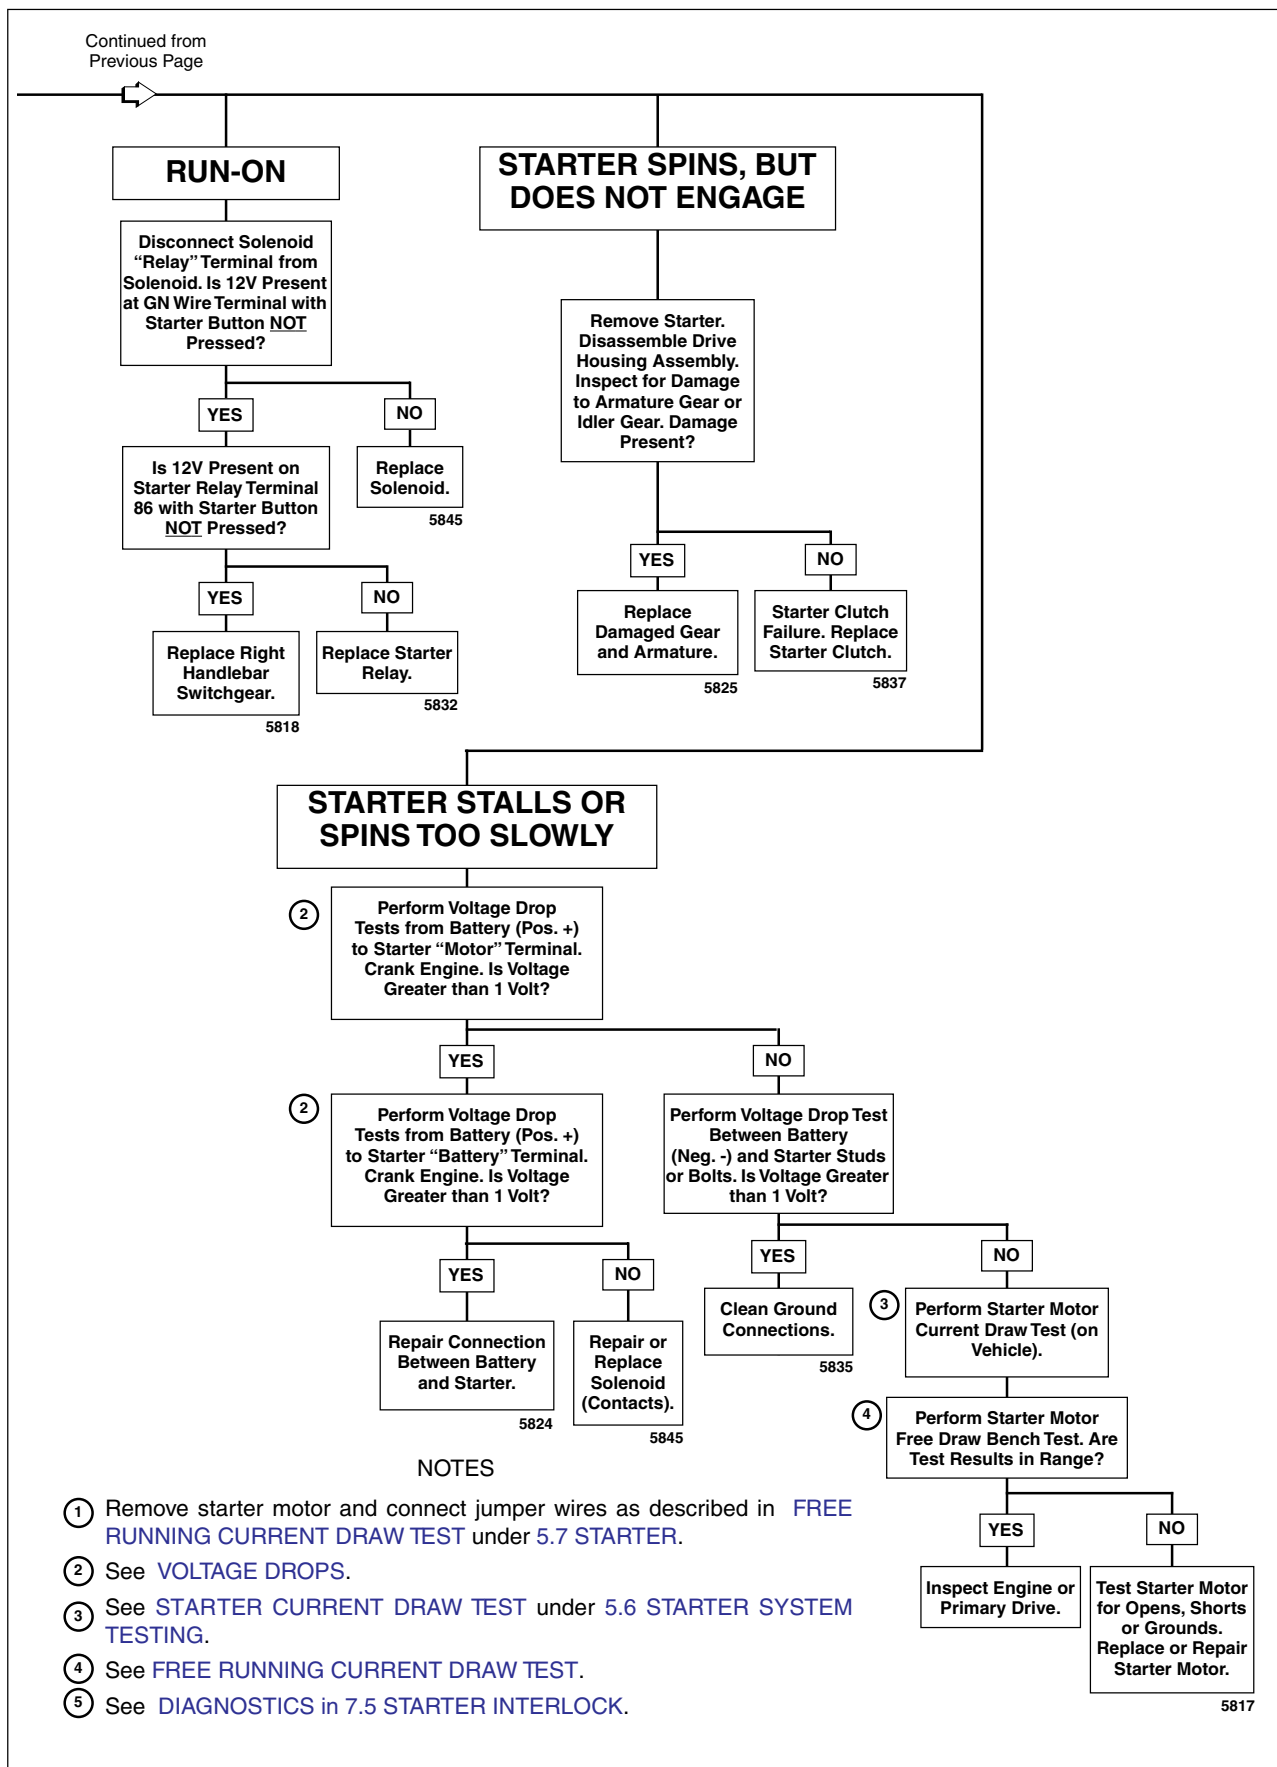 Continued from
Previous Page
RUN-ON
Disconnect Solenoid
“Relay” Terminal from
Solenoid. Is 12V Present
at GN Wire Terminal with
Starter Button NOT
Pressed?
YES
NO
Is 12V Present on
Starter Relay Terminal
86 with Starter Button
NOT Pressed?
Replace
Solenoid.
5845
YES
NO
Replace Right
Handlebar
Switchgear.
5818
Replace Starter
Relay.
5832
STARTER SPINS, BUT
DOES NOT ENGAGE
Remove Starter.
Disassemble Drive
Housing Assembly.
Inspect for Damage
to Armature Gear or
Idler Gear. Damage
Present?
YES
NO
Replace
Damaged Gear
and Armature.
5825
Starter Clutch
Failure. Replace
Starter Clutch.
5837
STARTER STALLS OR
SPINS TOO SLOWLY
2
Perform Voltage Drop
Tests from Battery (Pos. +)
to Starter “Motor” Terminal.
Crank Engine. Is Voltage
Greater than 1 Volt?
YES
NO
2
Perform Voltage Drop
Tests from Battery (Pos. +)
to Starter “Battery” Terminal.
Crank Engine. Is Voltage
Greater than 1 Volt?
Perform Voltage Drop Test
Between Battery
(Neg. -) and Starter Studs
or Bolts. Is Voltage Greater
than 1 Volt?
YES
NO
YES
NO
Repair Connection
Between Battery
and Starter.
5824
Repair or
Replace
Solenoid
(Contacts).
5845
Clean Ground
Connections.
5835
3
Perform Starter Motor
Current Draw Test (on
Vehicle).
4
Perform Starter Motor
Free Draw Bench Test. Are
Test Results in Range?
YES
NO
Inspect Engine or
Primary Drive.
Test Starter Motor
for Opens, Shorts
or Grounds.
Replace or Repair
Starter Motor.
5817
NOTES
1 Remove starter motor and connect jumper wires as described in FREE
RUNNING CURRENT DRAW TEST under 5.7 STARTER.
2 See VOLTAGE DROPS.
3 See STARTER CURRENT DRAW TEST under 5.6 STARTER SYSTEM
TESTING.
4 See FREE RUNNING CURRENT DRAW TEST.
5 See DIAGNOSTICS in 7.5 STARTER INTERLOCK.